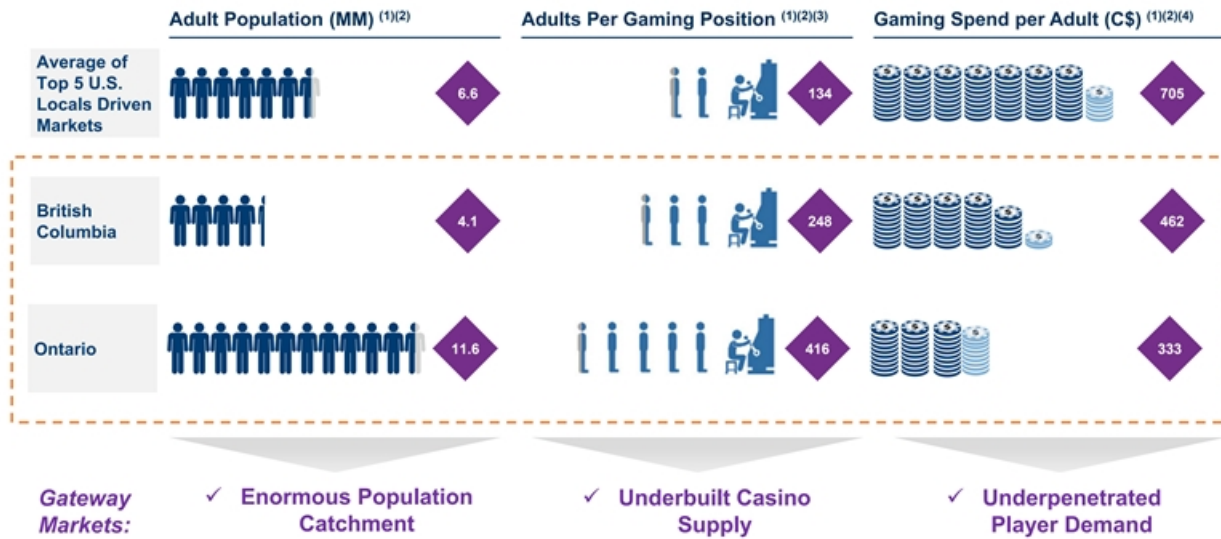 Adult Population (MM) (1)(2)
Adults Per Gaming Position (1)(2)(3)
Gaming Spend per Adult (C$) (1)(2)(4)
Average of
Top 5 U.S.
Locals Driven
Markets
6.6
134
$ $ $ $ $ $ $ $
705
British
Columbia
4.1
248
$ $ $ $ $ $
462
Ontario
11.6
416
$ $ $ $
333
Gateway
Markets:
✓ Enormous Population
Catchment
✓ Underbuilt Casino
Supply
✓ Underpenetrated
Player Demand